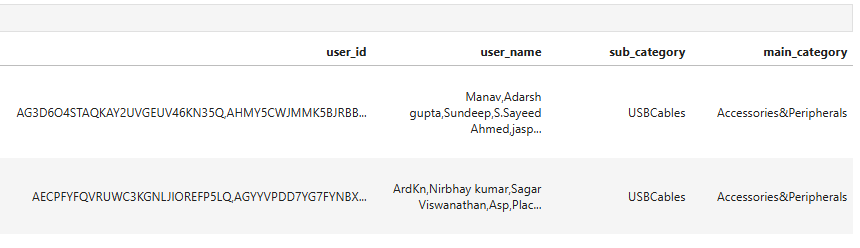 user_id user_name sub_category main_category
AG3D6O4STAQKAY2UVGEUV46KN35Q,AHMY5CWJMMK5BJRBB...
Manav,Adarsh
gupta,Sundeep,S.Sayeed
Ahmed,jasp...
USBCables
Accessories&Peripherals
AECPFYFQVRUWC3KGNLJIOREFP5LQ,AGYYVPDD7YG7FYNBX...
ArdKn,Nirbhay kumar,Sagar
Viswanathan,Asp,Plac...
USBCables
Accessories&Peripherals